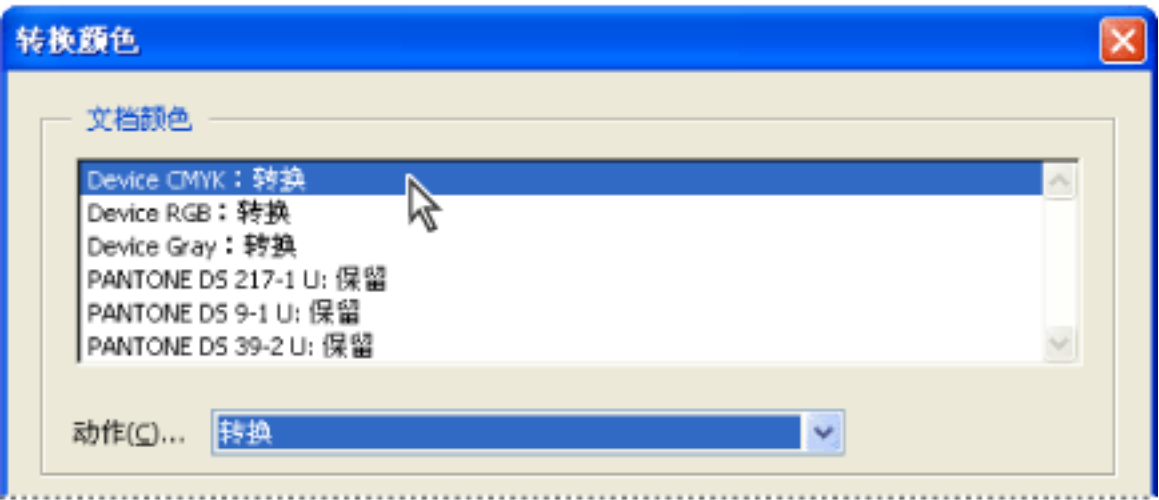 转换颜色
文档颜色
Device CMYK：转换
Device RGB：转换
Device Gray：转换
PANTONE DS 217-1 U: 保留
PANTONE DS 9-1 U: 保留
PANTONE DS 39-2 U: 保留
动作(C)... 转换